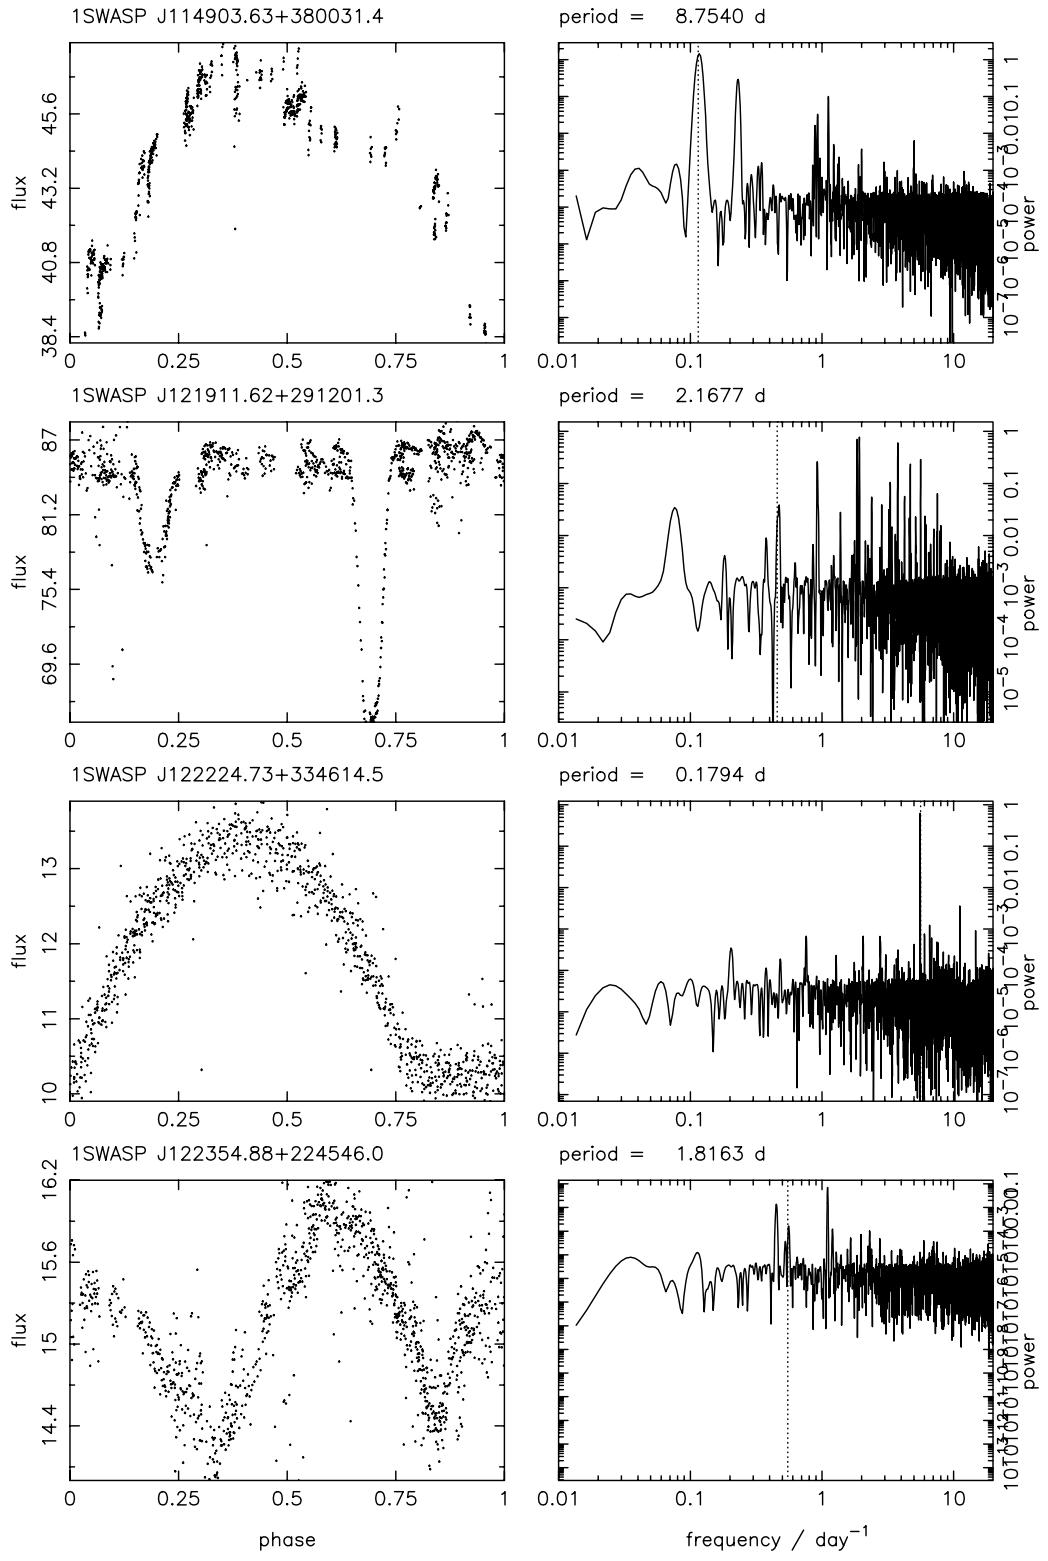 1SWASP J114903.63+380031.4
period = 8.7540 d
flux
45.6
43.2
40.8
38.4
0 0.25 0.5 0.75 1
1
0.1
0.01
10⁻³
10⁻⁴
10⁻⁵
10⁻⁶
10⁻⁷
power
0.01 0.1 1 10
1SWASP J121911.62+291201.3
period = 2.1677 d
flux
87
81.2
75.4
69.6
0 0.25 0.5 0.75 1
1
0.1
0.01
10⁻³
10⁻⁴
10⁻⁵
power
0.01 0.1 1 10
1SWASP J122224.73+334614.5
period = 0.1794 d
flux
13
12
11
10
0 0.25 0.5 0.75 1
1
0.1
0.01
10⁻³
10⁻⁴
10⁻⁵
10⁻⁶
10⁻⁷
power
0.01 0.1 1 10
1SWASP J122354.88+224546.0
period = 1.8163 d
flux
16.2
15.6
15
14.4
0 0.25 0.5 0.75 1
phase
power
0.01 0.1 1 10
frequency / day⁻¹